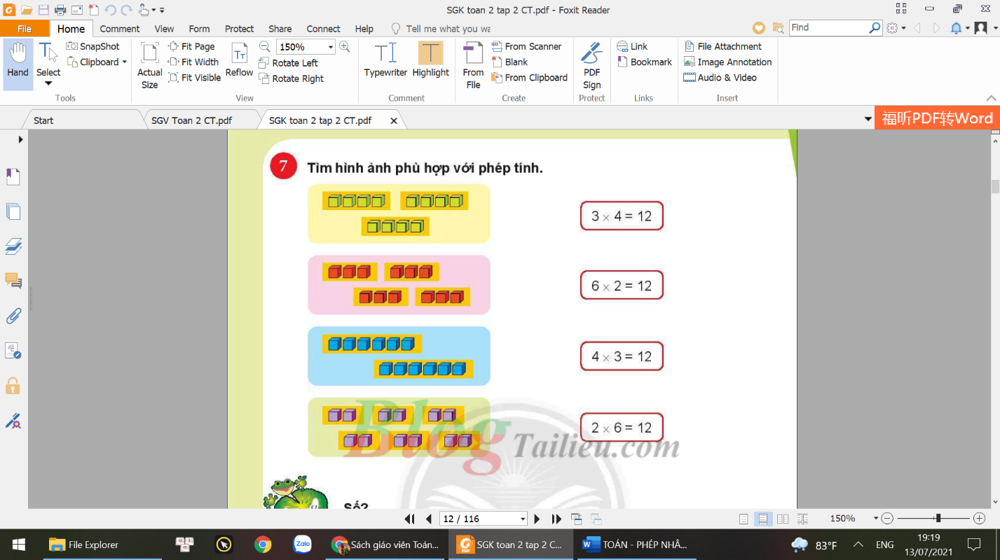 SGK toan 2 tap 2 CT.pdf - Foxit Reader
File Home Comment View Form Protect Share Connect Help Tell me what you wa Find
Hand
Select
SnapShot
Clipboard
Tools
Actual Size
Fit Page
Fit Width
Fit Visible
Reflow
150%
Rotate Left
Rotate Right
View
Typewriter
Highlight
Comment
From File
From Scanner
Blank
From Clipboard
Create
PDF Sign
Protect
Link
Bookmark
Links
File Attachment
Image Annotation
Audio & Video
Insert
Start
SGV Toan 2 CT.pdf
SGK toan 2 tap 2 CT.pdf
福昕PDF转Word
7 Tìm hình ảnh phù hợp với phép tính.
3 × 4 = 12
6 × 2 = 12
4 × 3 = 12
2 × 6 = 12
BlogTailieu.com
Số?
12 / 116
150%
File Explorer
Zalo
Sách giáo viên Toán...
SGK toan 2 tap 2 C...
TOÁN - PHÉP NHÂ...
83°F
ENG
19:19
13/07/2021